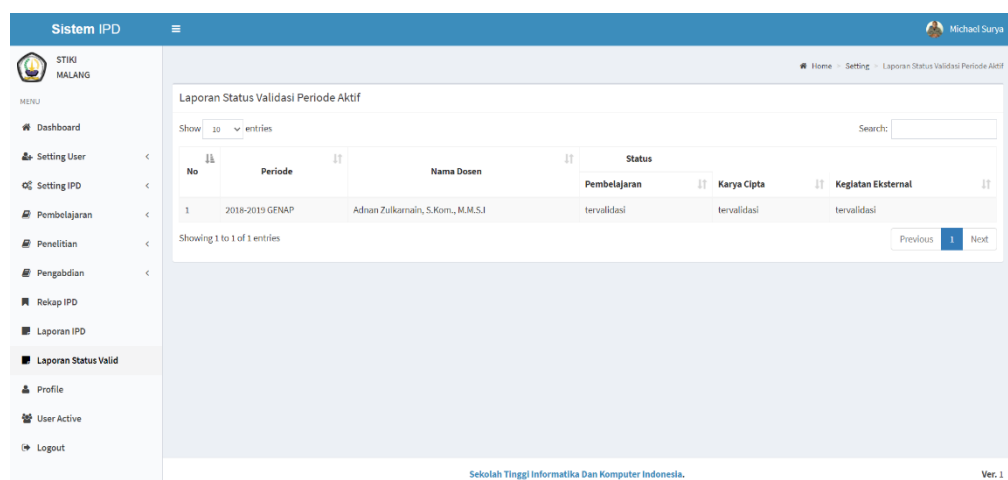 Sistem IPD
Michael Surya
STIKI
MALANG
Home > Setting > Laporan Status Validasi Periode Aktif
MENU
Dashboard
Setting User
Setting IPD
Pembelajaran
Penelitian
Pengabdian
Rekap IPD
Laporan IPD
Laporan Status Valid
Profile
User Active
Logout
Laporan Status Validasi Periode Aktif
Show 10 entries
Search:
No Periode Nama Dosen Status
Pembelajaran Karya Cipta Kegiatan Eksternal
1 2018-2019 GENAP Adnan Zulkarnain, S.Kom., M.M.S.I tervalidasi tervalidasi tervalidasi
Showing 1 to 1 of 1 entries
Previous 1 Next
Sekolah Tinggi Informatika Dan Komputer Indonesia.
Ver. 1